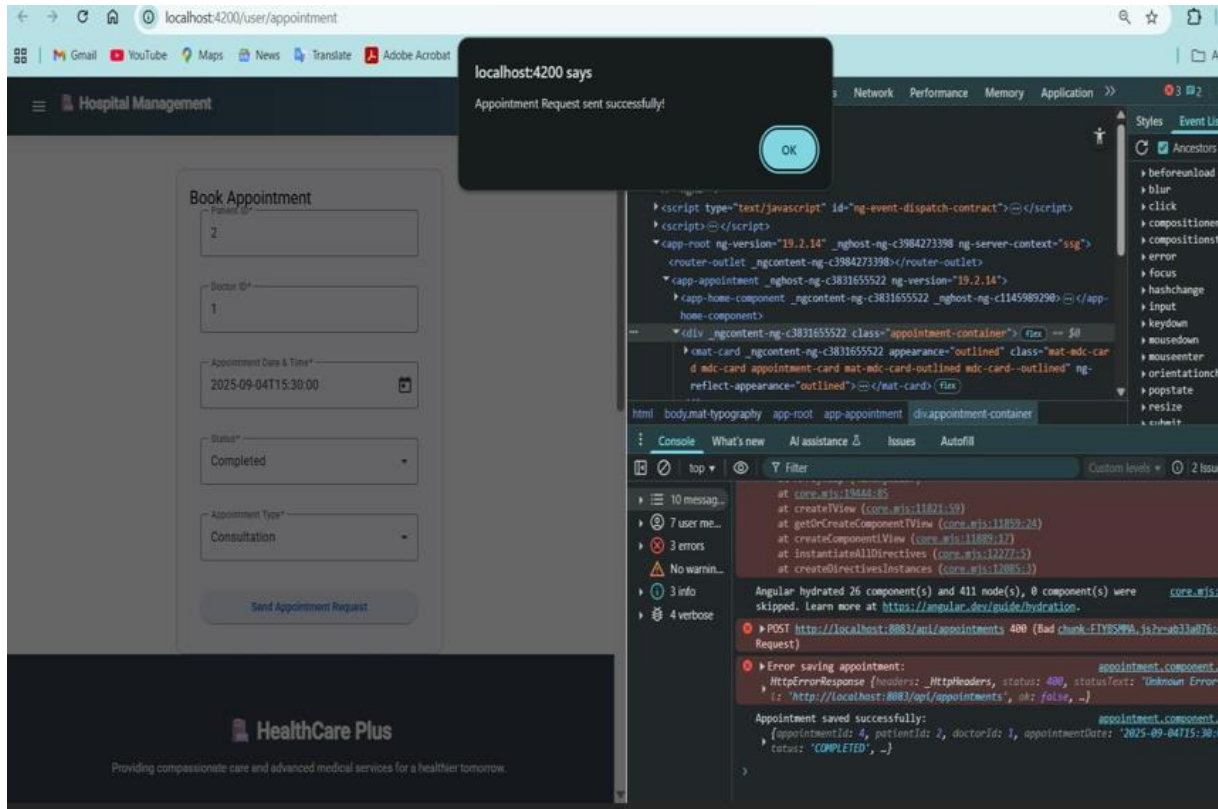 localhost:4200/user/appointment
Gmail YouTube Maps News Translate Adobe Acrobat
localhost:4200 says
Appointment Request sent successfully!
OK
Hospital Management
Network Performance Memory Application
3 2
Styles Event Lis
Ancestors
beforeunload
blur
click
compositionen
compositionst
error
focus
hashchange
input
keydown
mousedown
mouseenter
orientationch
popstate
resize
submit
<script type="text/javascript" id="ng-event-dispatch-contract"></script>
<script></script>
<app-root ng-version="19.2.14" _nghost-ng-c3984273398 ng-server-context="ssg">
<router-outlet _ngcontent-ng-c3984273398></router-outlet>
<app-appointment _nghost-ng-c3831655522 ng-version="19.2.14">
<app-home-component _ngcontent-ng-c3831655522 _nghost-ng-c1145989290></app-
home-component>
<div _ngcontent-ng-c3831655522 class="appointment-container"> flex == $0
<mat-card _ngcontent-ng-c3831655522 appearance="outlined" class="mat-mdc-car
d mdc-card appointment-card mat-mdc-card-outlined mdc-card--outlined" ng-
reflect-appearance="outlined"></mat-card> flex
html body.mat-typography app-root app-appointment div.appointment-container
Book Appointment
Patient ID*
2
Doctor ID*
1
Appointment Date & Time*
2025-09-04T15:30:00
Status*
Completed
Appointment Type*
Consultation
Send Appointment Request
HealthCare Plus
Providing compassionate care and advanced medical services for a healthier tomorrow.
Console What's new AI assistance Issues Autofill
top Filter Custom levels 2 Issu
10 messag...
7 user me...
3 errors
No warnin...
3 info
4 verbose
at core.mjs:19444:85
at createTView (core.mjs:11821:59)
at getOrCreateComponentTView (core.mjs:11859:24)
at createComponentLView (core.mjs:11889:17)
at instantiateAllDirectives (core.mjs:12277:5)
at createDirectivesInstances (core.mjs:12085:3)
Angular hydrated 26 component(s) and 411 node(s), 0 component(s) were core.mjs:
skipped. Learn more at https://angular.dev/guide/hydration.
POST http://localhost:8083/api/appointments 400 (Bad
Request)
Error saving appointment: appointment.component.
HttpErrorResponse {headers: _HttpHeaders, status: 400, statusText: 'Unknown Error
l: 'http://localhost:8083/api/appointments', ok: false, …}
Appointment saved successfully: appointment.component.
{appointmentId: 4, patientId: 2, doctorId: 1, appointmentDate: '2025-09-04T15:30:
tatus: 'COMPLETED', …}